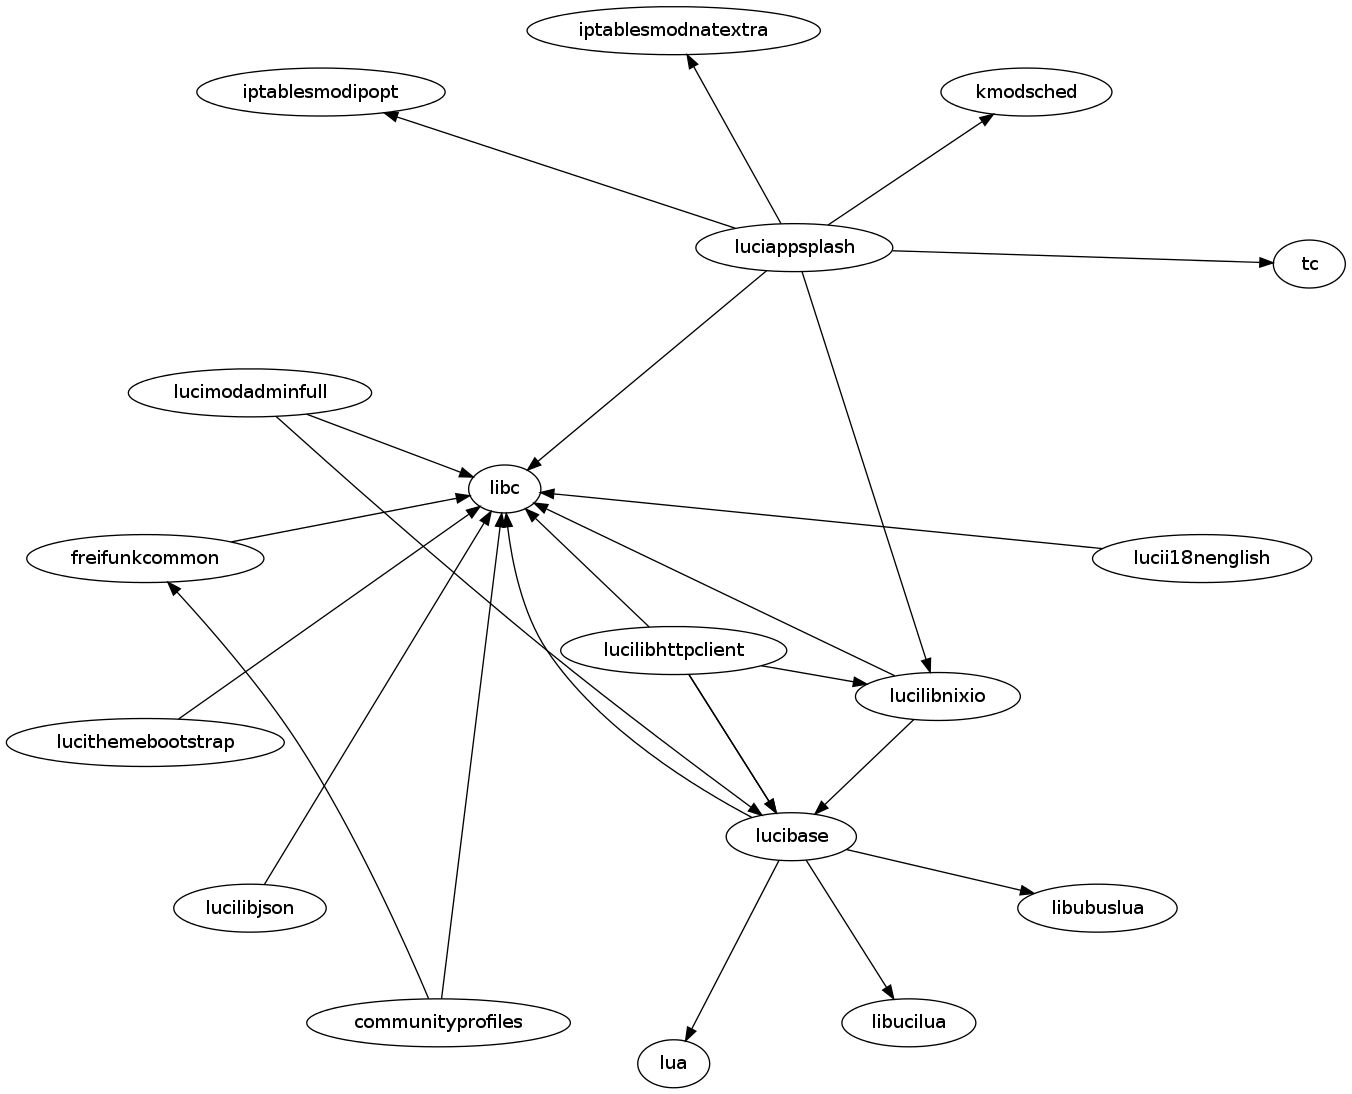 iptablesmodnatextra
iptablesmodipopt
kmodsched
luciappsplash
tc
lucimodadminfull
libc
freifunkcommon
lucii18nenglish
lucilibhttpclient
lucilibnixio
lucithemebootstrap
lucibase
lucilibjson
libubuslua
communityprofiles
libucilua
lua